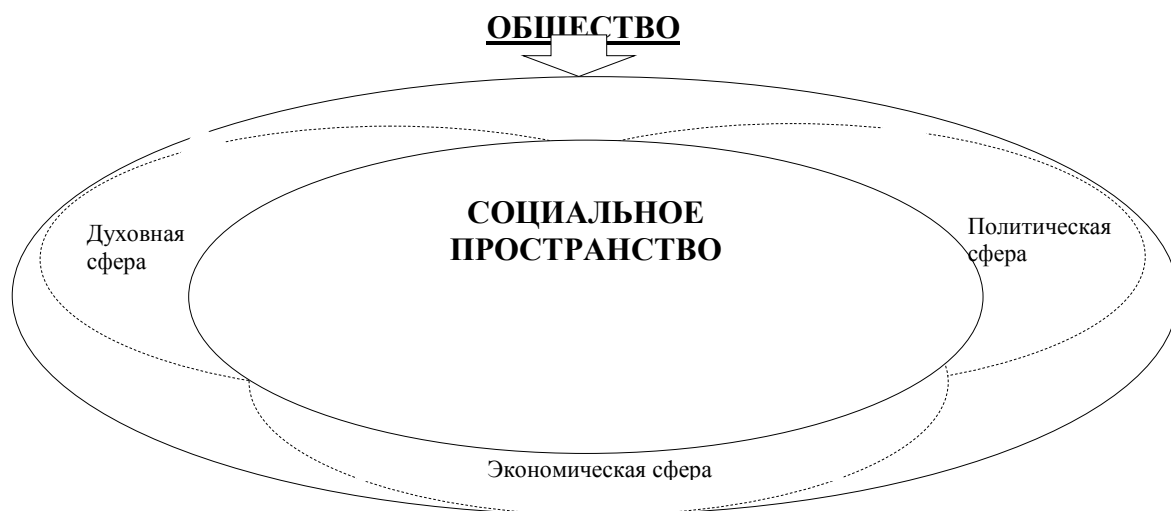 ОБЩЕСТВО
СОЦИАЛЬНОЕ
ПРОСТРАНСТВО
Духовная
сфера
Политическая
сфера
Экономическая сфера